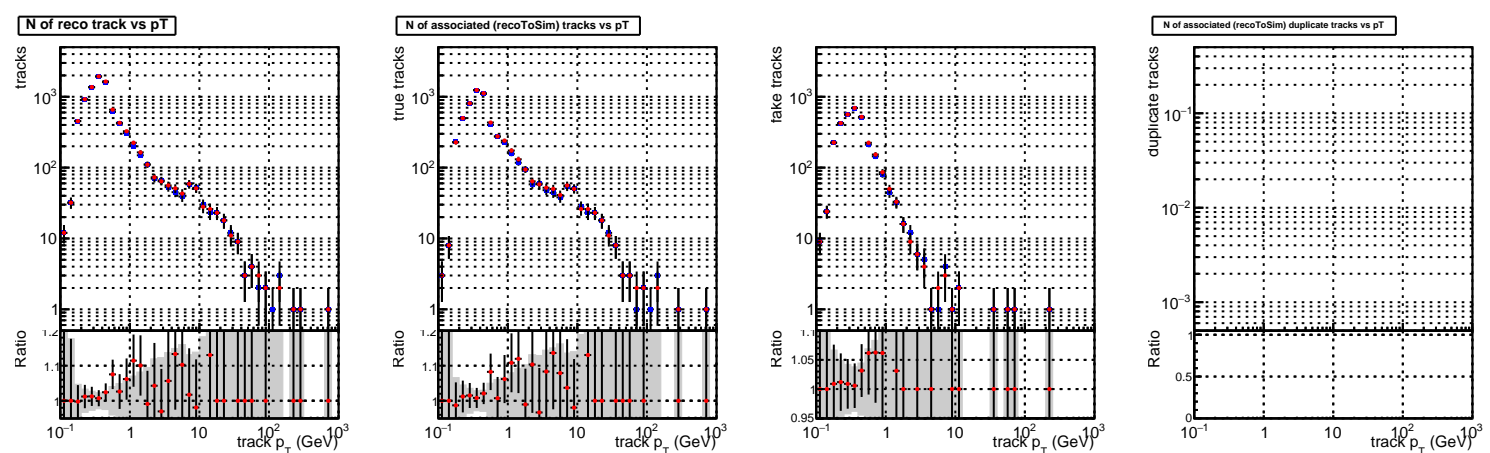 N of reco track vs pT
tracks
10³
10²
10
1
Ratio
1.2
1.1
1
10⁻¹ 1 10 10² 10³
track p_T (GeV)
N of associated (recoToSim) tracks vs pT
true tracks
10³
10²
10
1
Ratio
1.2
1.1
1
10⁻¹ 1 10 10² 10³
track p_T (GeV)
fake tracks
10³
10²
10
1
Ratio
1.1
1.05
1
0.95
10⁻¹ 1 10 10² 10³
track p_T (GeV)
N of associated (recoToSim) duplicate tracks vs pT
duplicate tracks
10⁻¹
10⁻²
10⁻³
Ratio
1
0.5
0
10⁻¹ 1 10 10² 10³
track p_T (GeV)